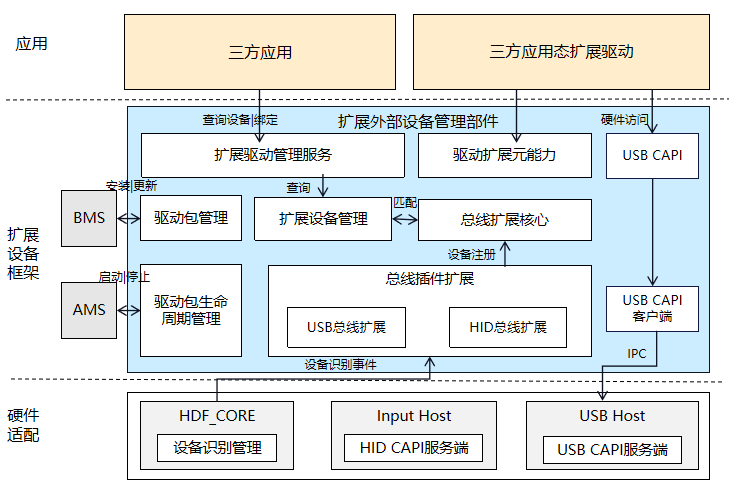 应用
三方应用
三方应用态扩展驱动
查询设备|绑定
扩展外部设备管理部件
硬件访问
扩展驱动管理服务
驱动扩展元能力
USB CAPI
安装|更新
查询
匹配
BMS
驱动包管理
扩展设备管理
总线扩展核心
扩展
设备
框架
设备注册
启动|停止
总线插件扩展
AMS
驱动包生命
周期管理
USB总线扩展
HID总线扩展
USB CAPI
客户端
设备识别事件
IPC
硬件
适配
HDF_CORE
Input Host
USB Host
设备识别管理
HID CAPI服务端
USB CAPI服务端